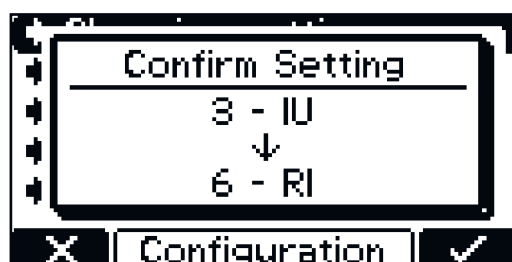 Confirm Setting
3 - IU
↓
6 - RI
Configuration